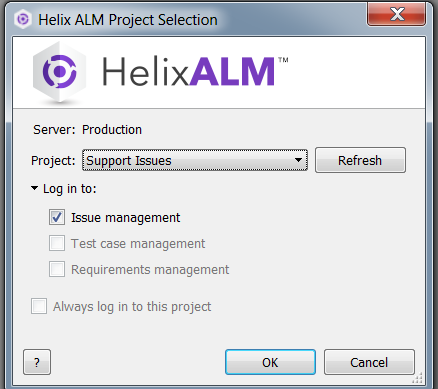 Helix ALM Project Selection
HelixALM™
Server: Production
Project: Support Issues Refresh
Log in to:
Issue management
Test case management
Requirements management
Always log in to this project
? OK Cancel